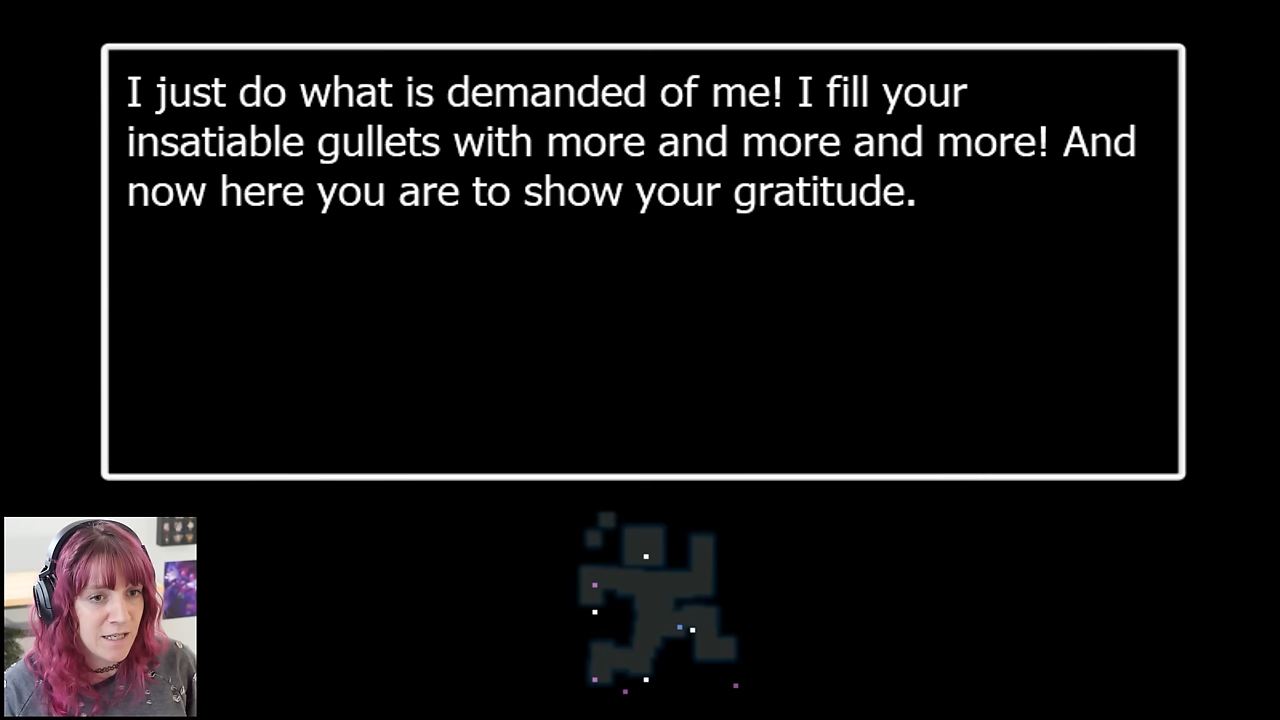 I just do what is demanded of me! I fill your
insatiable gullets with more and more and more! And
now here you are to show your gratitude.